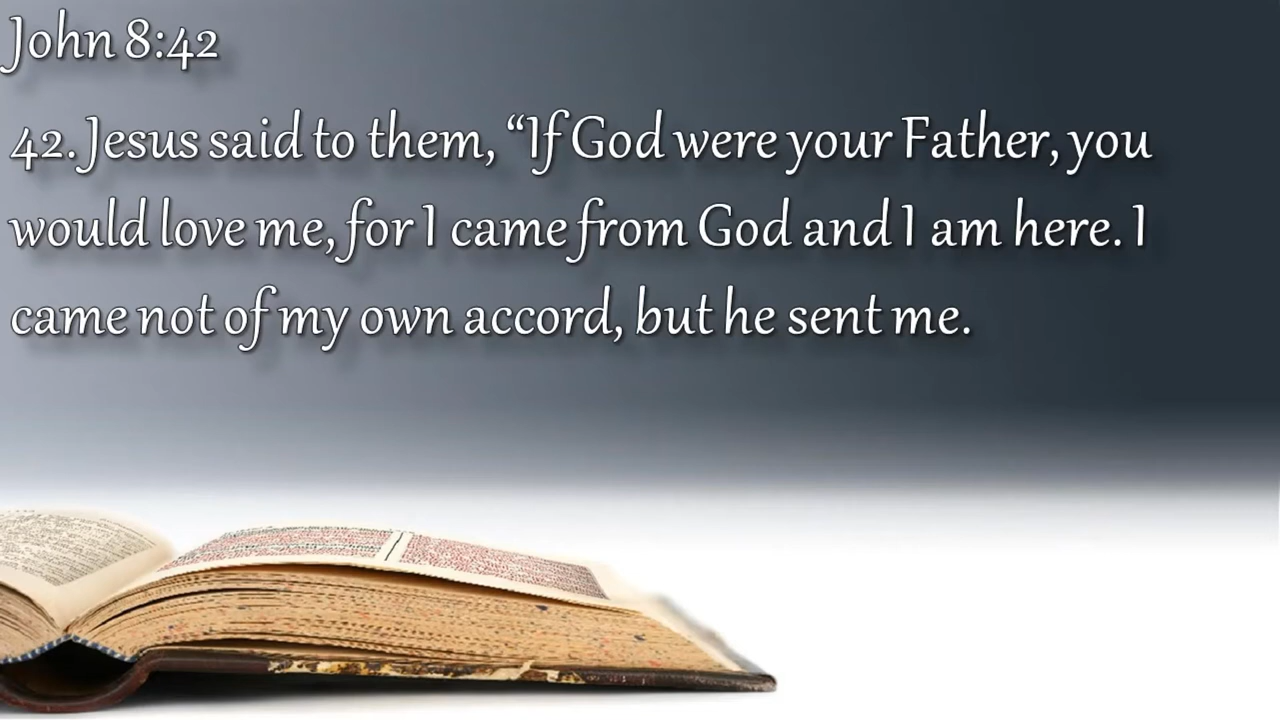 John 8:42
42. Jesus said to them, “If God were your Father, you
would love me, for I came from God and I am here. I
came not of my own accord, but he sent me.